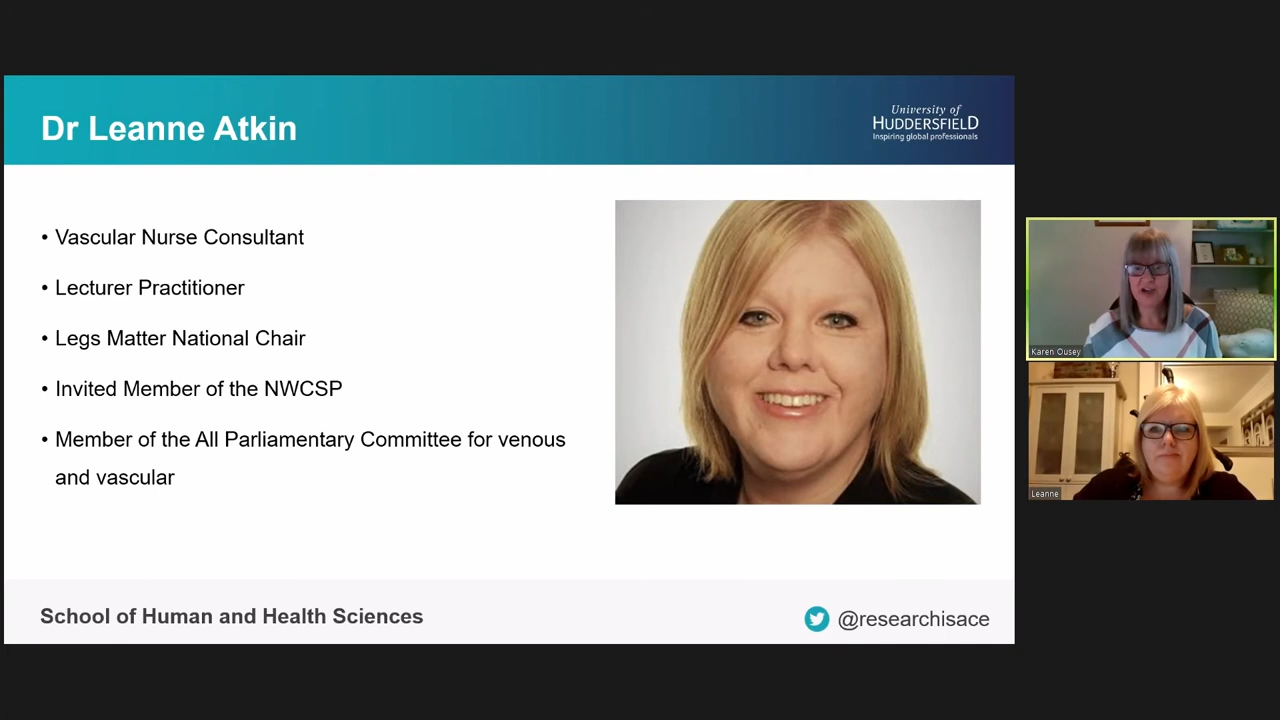 Dr Leanne Atkin
University of
HUDDERSFIELD
Inspiring global professionals
• Vascular Nurse Consultant
• Lecturer Practitioner
• Legs Matter National Chair
• Invited Member of the NWCSP
• Member of the All Parliamentary Committee for venous
and vascular
School of Human and Health Sciences
@researchisace
Karen Ousey
Leanne